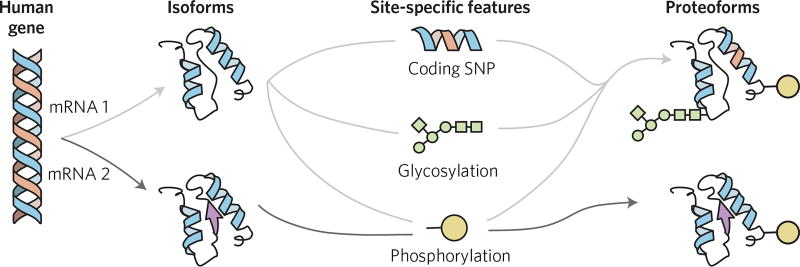 Human
gene
Isoforms
Site-specific features
Proteoforms
mRNA 1
mRNA 2
Coding SNP
Glycosylation
Phosphorylation